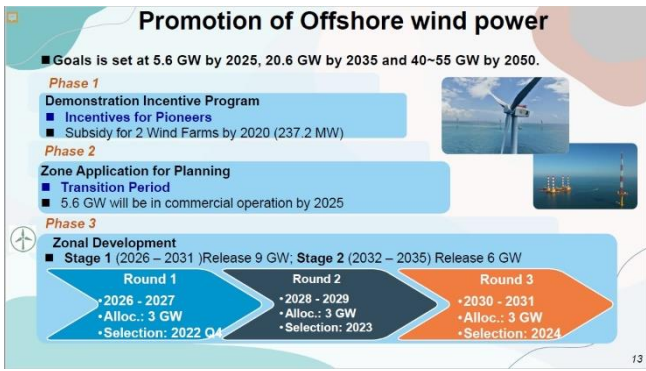 Promotion of Offshore wind power
■Goals is set at 5.6 GW by 2025, 20.6 GW by 2035 and 40~55 GW by 2050.
Phase 1
Demonstration Incentive Program
■ Incentives for Pioneers
■ Subsidy for 2 Wind Farms by 2020 (237.2 MW)
Phase 2
Zone Application for Planning
■ Transition Period
■ 5.6 GW will be in commercial operation by 2025
Phase 3
Zonal Development
■ Stage 1 (2026 – 2031 )Release 9 GW; Stage 2 (2032 – 2035) Release 6 GW
Round 1
•2026 - 2027
•Alloc.: 3 GW
•Selection: 2022 Q4
Round 2
•2028 - 2029
•Alloc.: 3 GW
•Selection: 2023
Round 3
•2030 - 2031
•Alloc.: 3 GW
•Selection: 2024
13